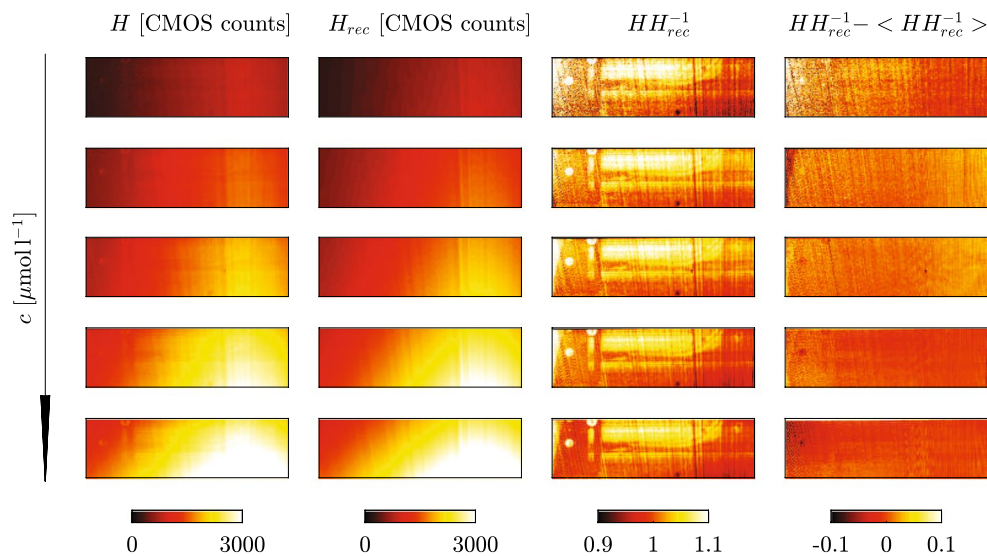 H [CMOS counts] H_rec [CMOS counts] HH_rec^-1 HH_rec^-1 - < HH_rec^-1 >
c [μmol l^-1]
0 3000 0 3000 0.9 1 1.1 -0.1 0 0.1